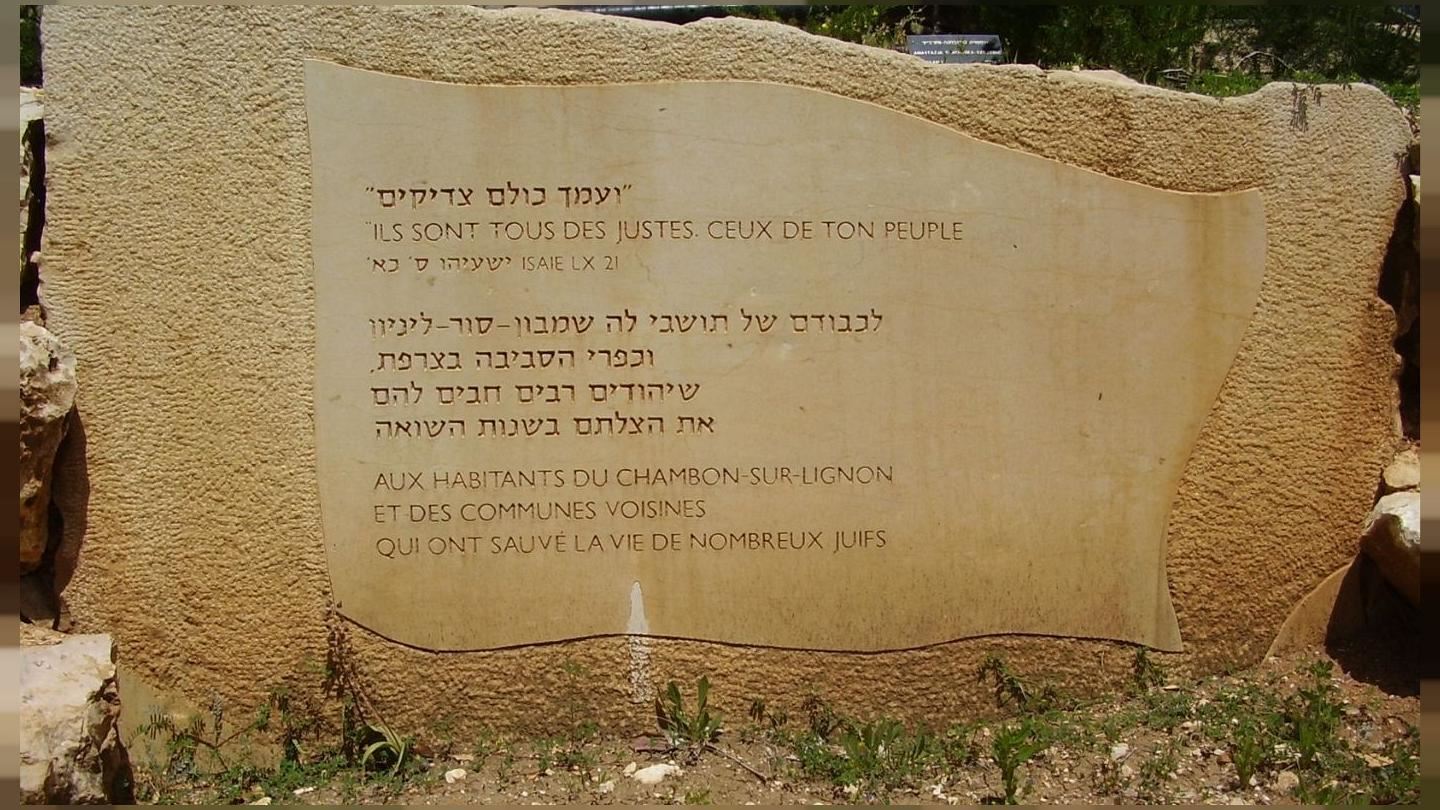 "ועמך כולם צדיקים"
"ILS SONT TOUS DES JUSTES. CEUX DE TON PEUPLE
ישעיהו ס' כא' ISAIE LX 21
לכבודם של תושבי לה שמבון-סור-ליניון
וכפרי הסביבה בצרפת,
שיהודים רבים חבים להם
את הצלתם בשנות השואה
AUX HABITANTS DU CHAMBON-SUR-LIGNON
ET DES COMMUNES VOISINES
QUI ONT SAUVÉ LA VIE DE NOMBREUX JUIFS